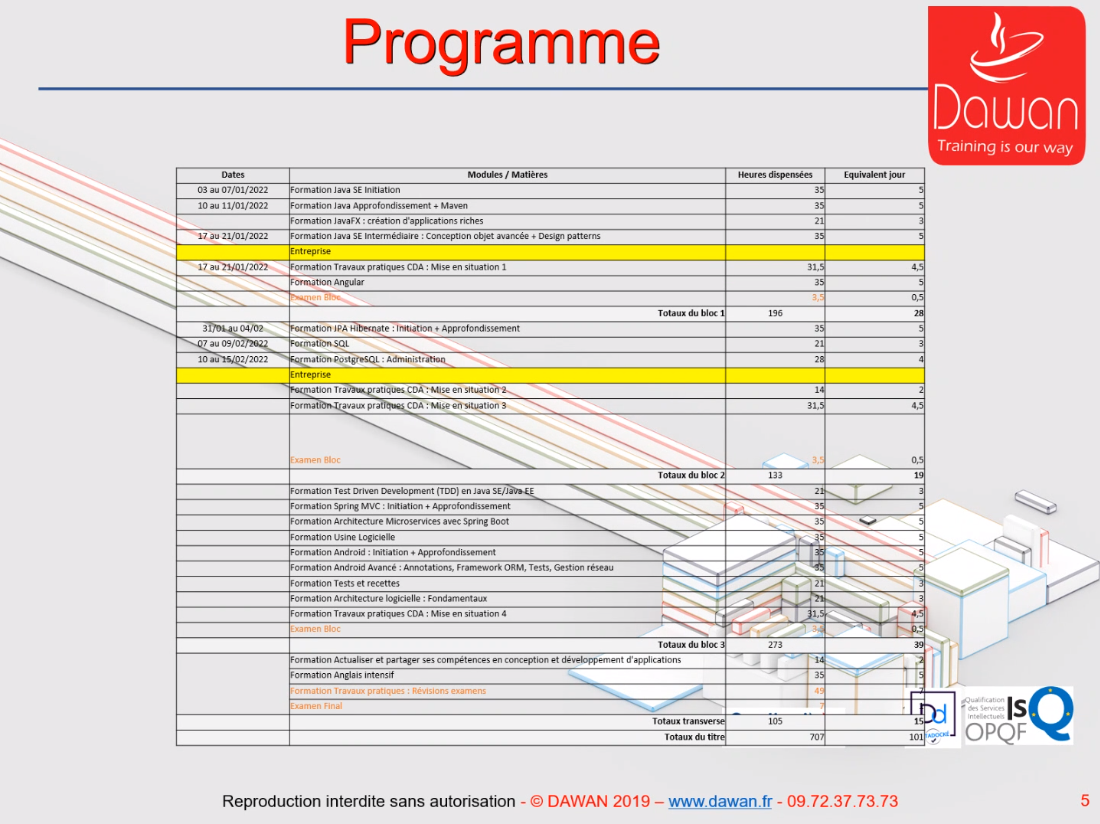 Programme
Dawan
Training is our way
Dates Modules / Matières Heures dispensées Equivalent jour
03 au 07/01/2022 Formation Java SE Initiation 35 5
10 au 11/01/2022 Formation Java Approfondissement + Maven 35 5
Formation JavaFX : création d'applications riches 21 3
17 au 21/01/2022 Formation Java SE Intermédiaire : Conception objet avancée + Design patterns 35 5
Entreprise
17 au 21/01/2022 Formation Travaux pratiques CDA : Mise en situation 1 31,5 4,5
Formation Angular 35 5
Examen Bloc 3,5 0,5
Totaux du bloc 1 196 28
31/01 au 04/02 Formation JPA Hibernate : Initiation + Approfondissement 35 5
07 au 09/02/2022 Formation SQL 21 3
10 au 15/02/2022 Formation PostgreSQL : Administration 28 4
Entreprise
Formation Travaux pratiques CDA : Mise en situation 2 14 2
Formation Travaux pratiques CDA : Mise en situation 3 31,5 4,5
Examen Bloc 3,5 0,5
Totaux du bloc 2 133 19
Formation Test Driven Development (TDD) en Java SE/Java EE 21 3
Formation Spring MVC : Initiation + Approfondissement 35 5
Formation Architecture Microservices avec Spring Boot 35 5
Formation Usine Logicielle 35 5
Formation Android : Initiation + Approfondissement 35 5
Formation Android Avancé : Annotations, Framework ORM, Tests, Gestion réseau 35 5
Formation Tests et recettes 21 3
Formation Architecture logicielle : Fondamentaux 21 3
Formation Travaux pratiques CDA : Mise en situation 4 31,5 4,5
Examen Bloc 3,5 0,5
Totaux du bloc 3 273 39
Formation Actualiser et partager ses compétences en conception et développement d'applications 14 2
Formation Anglais intensif 35 5
Formation Travaux pratiques : Révisions examens 49 7
Examen Final 7
Totaux transverse 105 15
Totaux du titre 707 101
Dd
Qualification
des Services
Intellectuels
OPQF
IsQ
Reproduction interdite sans autorisation - © DAWAN 2019 – www.dawan.fr - 09.72.37.73.73
5